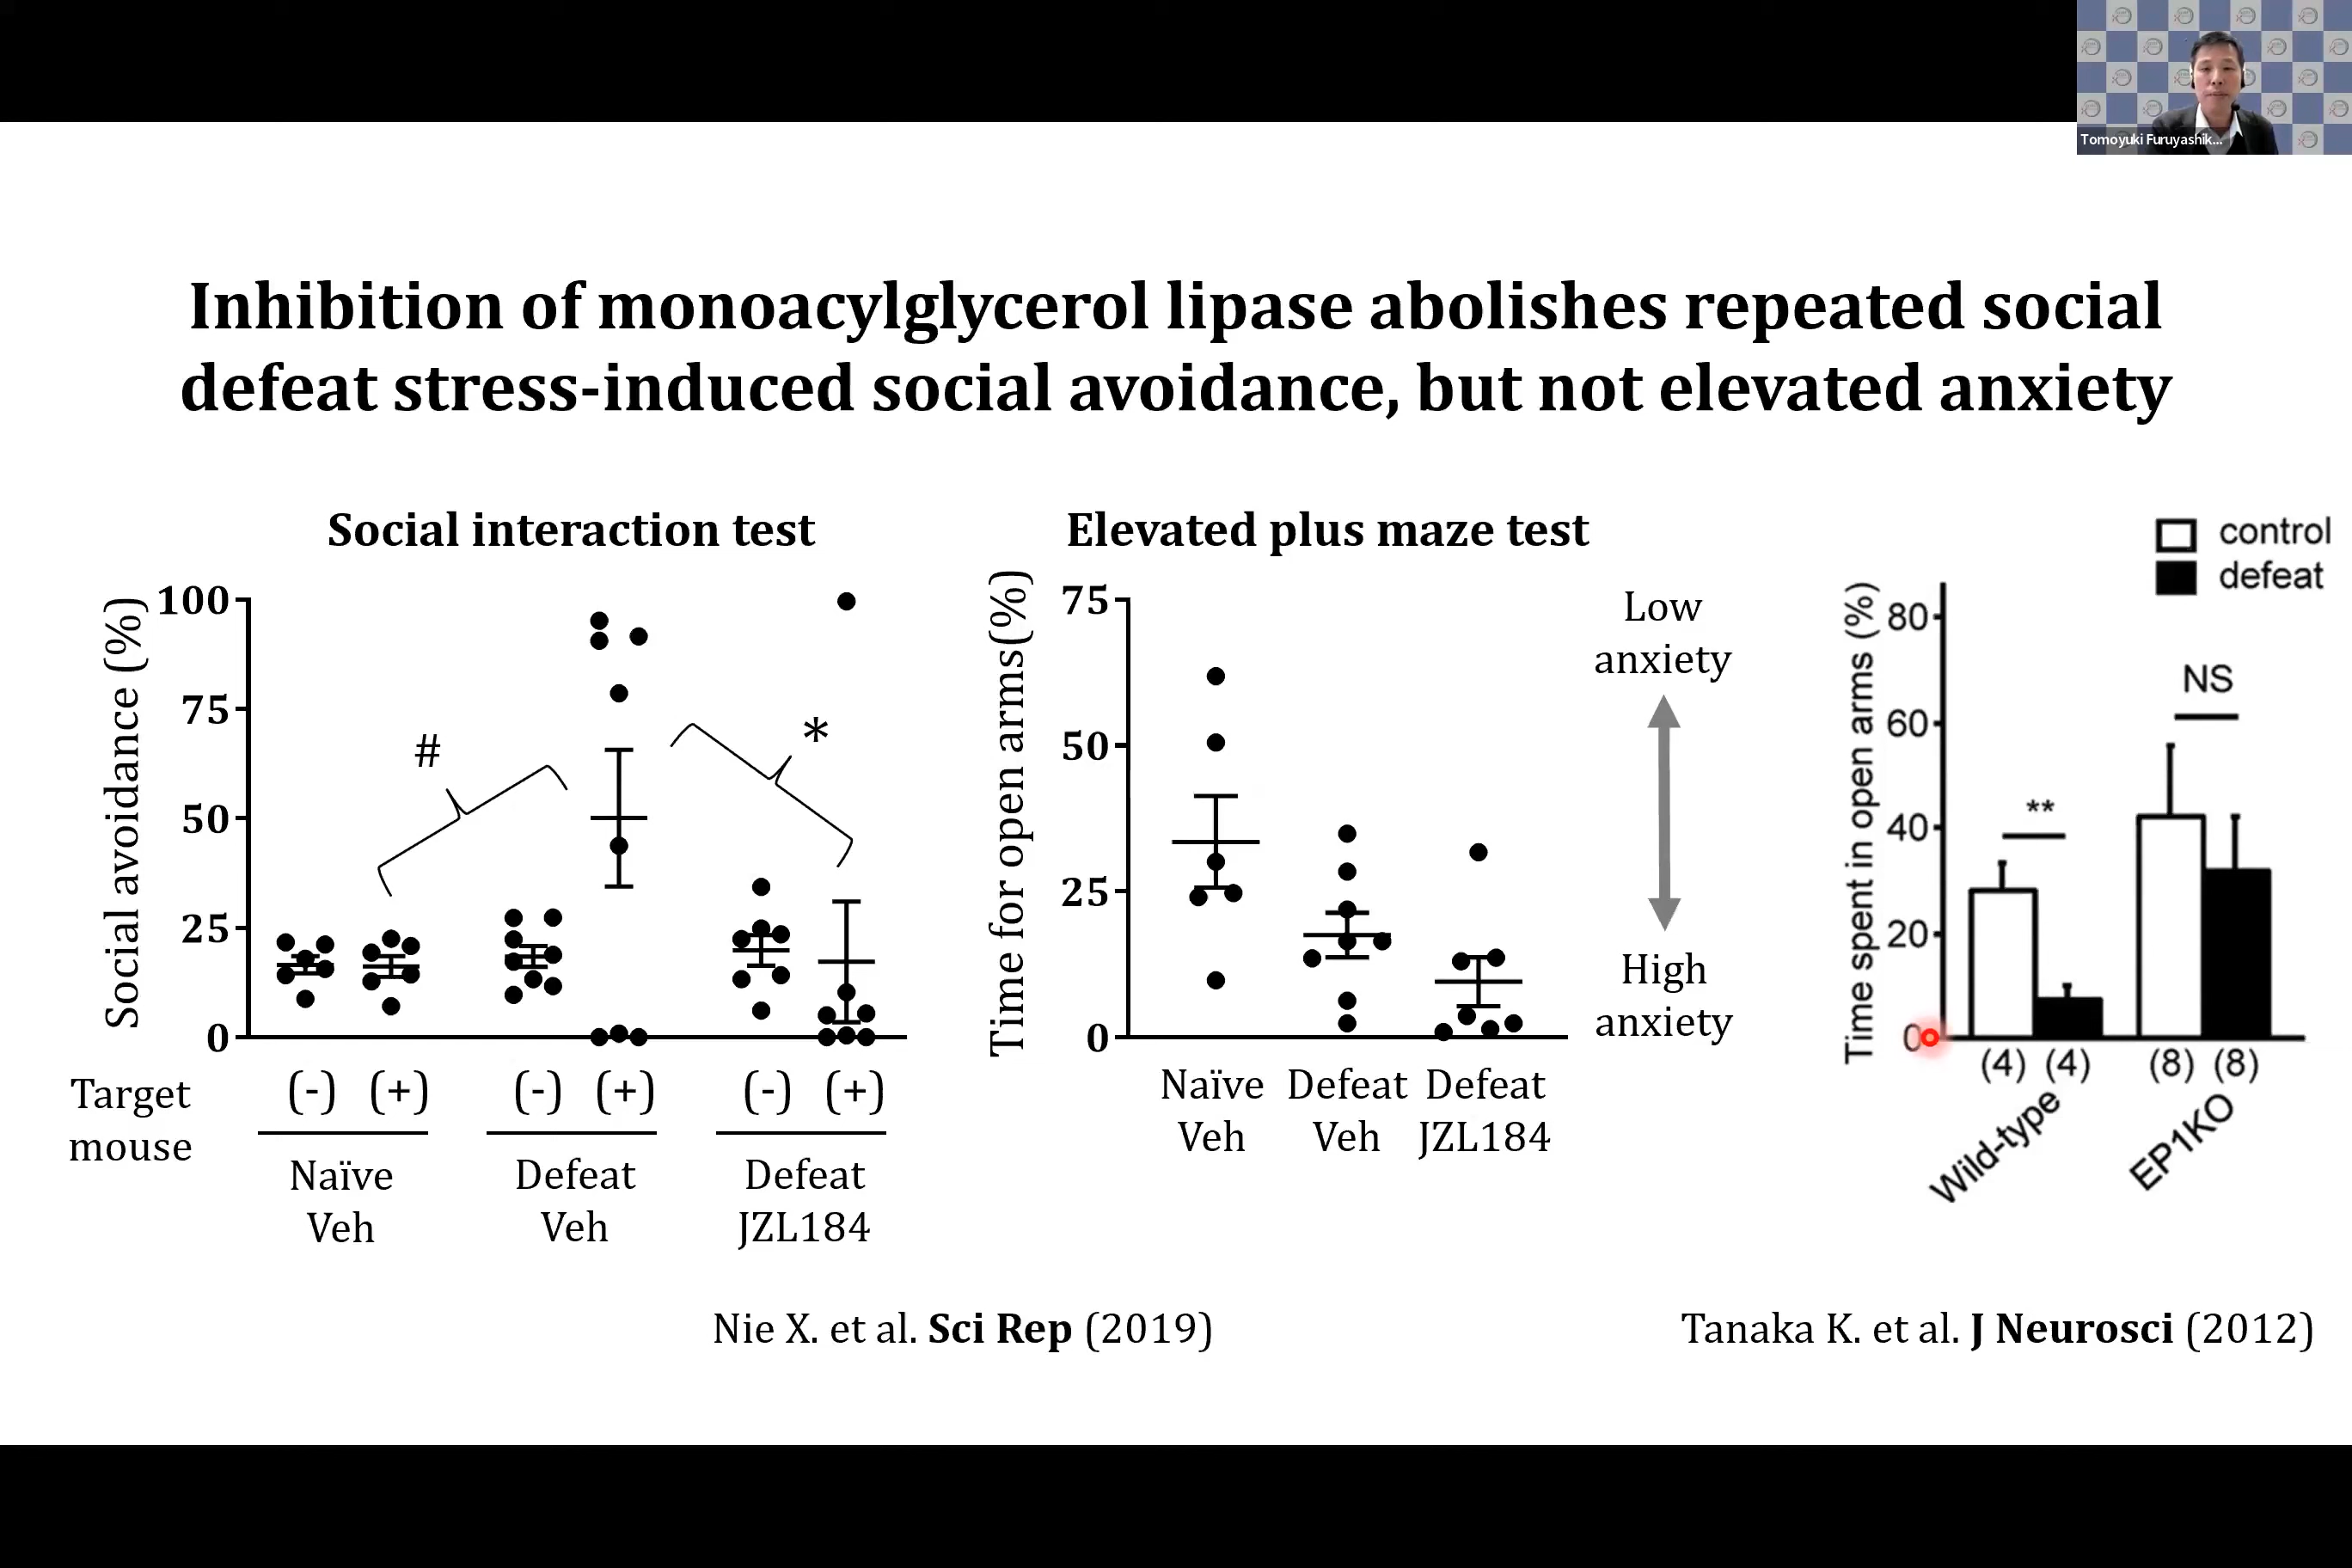 Tomoyuki Furuyashik...
Inhibition of monoacylglycerol lipase abolishes repeated social
defeat stress-induced social avoidance, but not elevated anxiety
Social interaction test
Social avoidance (%)
100
75
50
25
0
#
*
Target
mouse
(-) (+) (-) (+) (-) (+)
Naïve
Veh
Defeat
Veh
Defeat
JZL184
Elevated plus maze test
Time for open arms(%)
75
50
25
0
Naïve
Veh
Defeat
Veh
Defeat
JZL184
Low
anxiety
High
anxiety
control
defeat
Time spent in open arms (%)
80
60
40
20
0
**
NS
(4) (4) (8) (8)
Wild-type
EP1KO
Nie X. et al. Sci Rep (2019)
Tanaka K. et al. J Neurosci (2012)